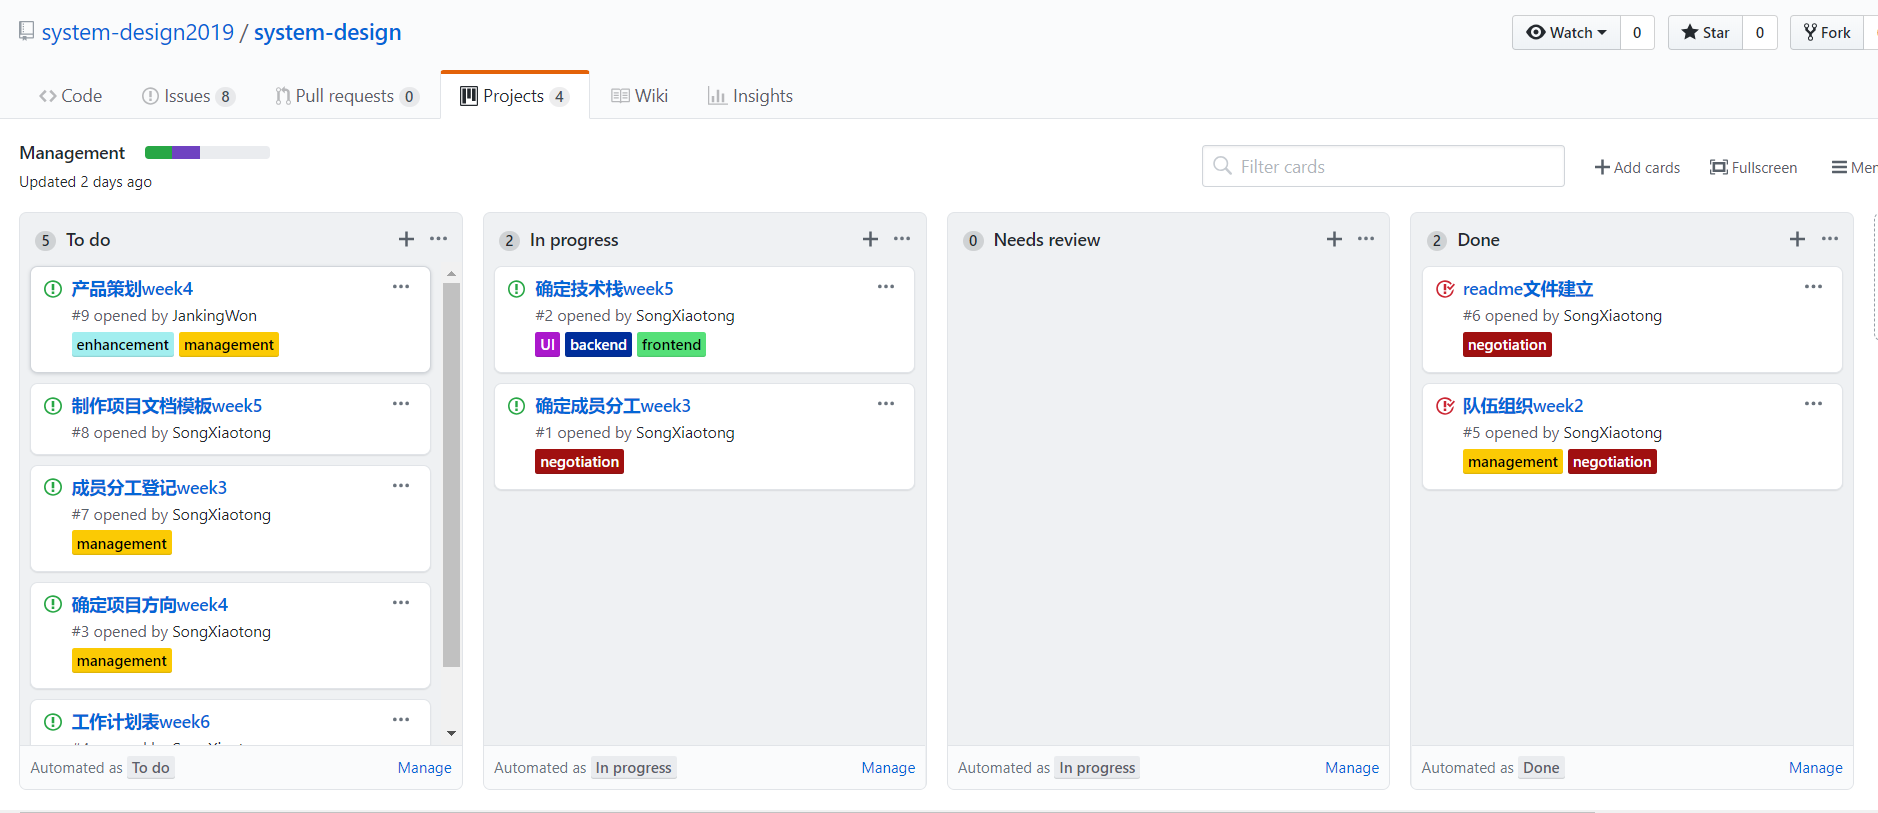 system-design2019 / system-design
Watch 0 Star 0 Fork
Code Issues 8 Pull requests 0 Projects 4 Wiki Insights
Management
Updated 2 days ago
Filter cards
Add cards Fullscreen
5 To do
产品策划week4
#9 opened by JankingWon
enhancement management
制作项目文档模板week5
#8 opened by SongXiaotong
成员分工登记week3
#7 opened by SongXiaotong
management
确定项目方向week4
#3 opened by SongXiaotong
management
工作计划表week6
Automated as To do Manage
2 In progress
确定技术栈week5
#2 opened by SongXiaotong
UI backend frontend
确定成员分工week3
#1 opened by SongXiaotong
negotiation
Automated as In progress Manage
0 Needs review
Automated as In progress Manage
2 Done
readme文件建立
#6 opened by SongXiaotong
negotiation
队伍组织week2
#5 opened by SongXiaotong
management negotiation
Automated as Done Manage